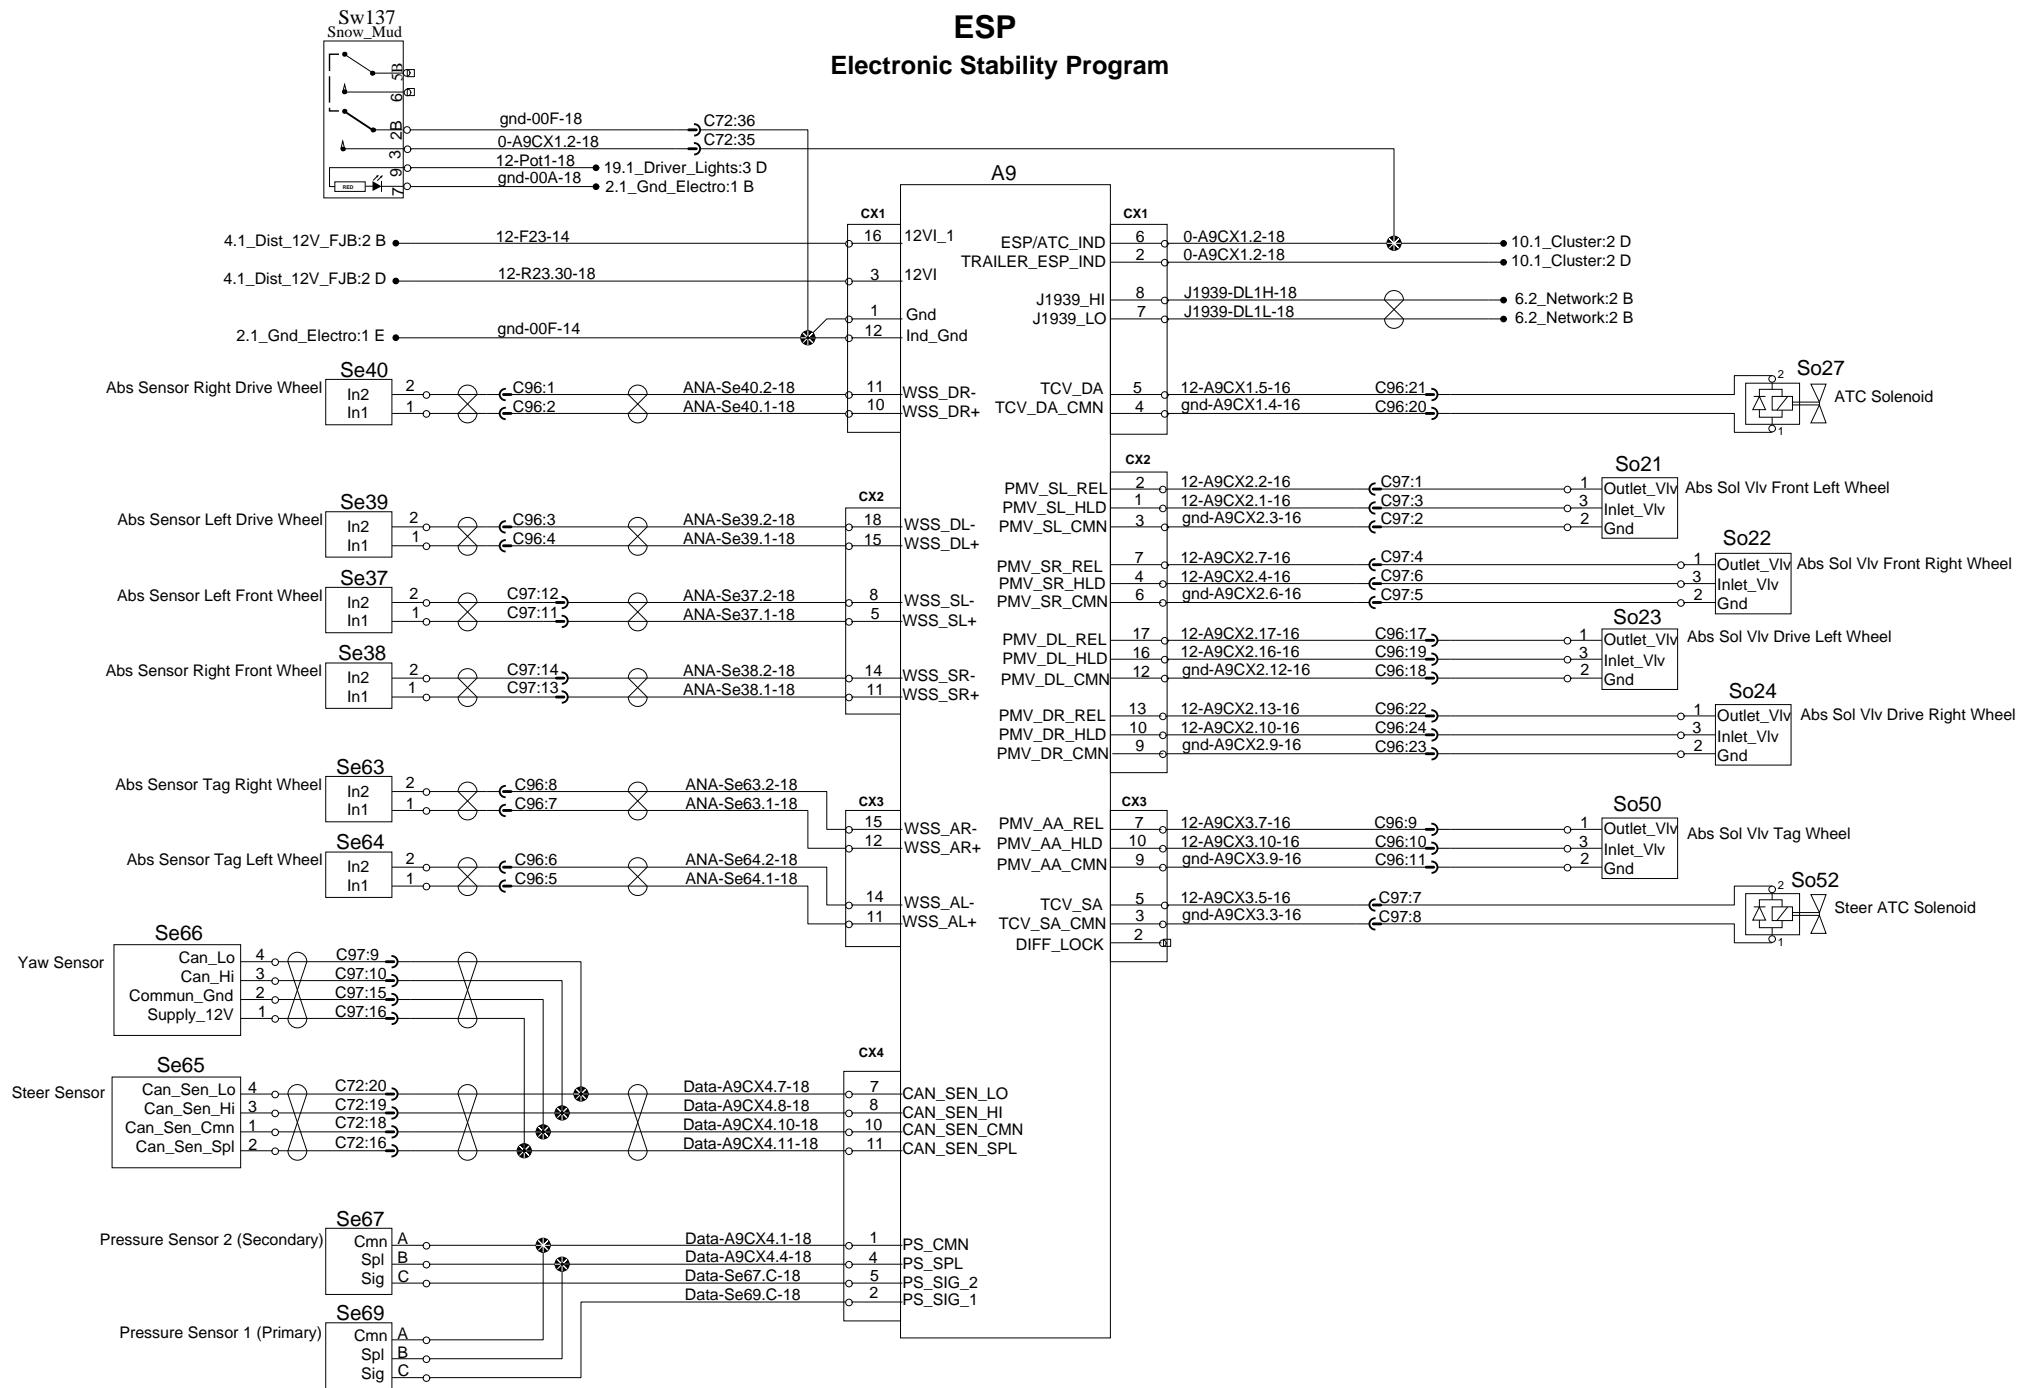 ESP
Electronic Stability Program
Sw137
Snow_Mud
5B
6
2B
3
9
7
RED
gnd-00F-18
C72:36
0-A9CX1.2-18
C72:35
12-Pot1-18
19.1_Driver_Lights:3 D
gnd-00A-18
2.1_Gnd_Electro:1 B
A9
CX1
4.1_Dist_12V_FJB:2 B
12-F23-14
16
12VI_1
4.1_Dist_12V_FJB:2 D
12-R23.30-18
3
12VI
1
Gnd
2.1_Gnd_Electro:1 E
gnd-00F-14
12
Ind_Gnd
Se40
Abs Sensor Right Drive Wheel
In2 2 C96:1 ANA-Se40.2-18 11 WSS_DR-
In1 1 C96:2 ANA-Se40.1-18 10 WSS_DR+
CX2
Se39
Abs Sensor Left Drive Wheel
In2 2 C96:3 ANA-Se39.2-18 18 WSS_DL-
In1 1 C96:4 ANA-Se39.1-18 15 WSS_DL+
Se37
Abs Sensor Left Front Wheel
In2 2 C97:12 ANA-Se37.2-18 8 WSS_SL-
In1 1 C97:11 ANA-Se37.1-18 5 WSS_SL+
Se38
Abs Sensor Right Front Wheel
In2 2 C97:14 ANA-Se38.2-18 14 WSS_SR-
In1 1 C97:13 ANA-Se38.1-18 11 WSS_SR+
Se63
Abs Sensor Tag Right Wheel
In2 2 C96:8 ANA-Se63.2-18
In1 1 C96:7 ANA-Se63.1-18
CX3
15 WSS_AR-
12 WSS_AR+
Se64
Abs Sensor Tag Left Wheel
In2 2 C96:6 ANA-Se64.2-18
In1 1 C96:5 ANA-Se64.1-18
14 WSS_AL-
11 WSS_AL+
Se66
Yaw Sensor
Can_Lo 4 C97:9
Can_Hi 3 C97:10
Commun_Gnd 2 C97:15
Supply_12V 1 C97:16
CX4
Se65
Steer Sensor
Can_Sen_Lo 4 C72:20 Data-A9CX4.7-18 7 CAN_SEN_LO
Can_Sen_Hi 3 C72:19 Data-A9CX4.8-18 8 CAN_SEN_HI
Can_Sen_Cmn 1 C72:18 Data-A9CX4.10-18 10 CAN_SEN_CMN
Can_Sen_Spl 2 C72:16 Data-A9CX4.11-18 11 CAN_SEN_SPL
Se67
Pressure Sensor 2 (Secondary)
Cmn A Data-A9CX4.1-18 1 PS_CMN
Spl B Data-A9CX4.4-18 4 PS_SPL
Sig C Data-Se67.C-18 5 PS_SIG_2
Data-Se69.C-18 2 PS_SIG_1
Se69
Pressure Sensor 1 (Primary)
Cmn A
Spl B
Sig C
CX1
ESP/ATC_IND 6 0-A9CX1.2-18 10.1_Cluster:2 D
TRAILER_ESP_IND 2 0-A9CX1.2-18 10.1_Cluster:2 D
J1939_HI 8 J1939-DL1H-18 6.2_Network:2 B
J1939_LO 7 J1939-DL1L-18 6.2_Network:2 B
So27
TCV_DA 5 12-A9CX1.5-16 C96:21 2
TCV_DA_CMN 4 gnd-A9CX1.4-16 C96:20 1
ATC Solenoid
CX2
So21
PMV_SL_REL 2 12-A9CX2.2-16 C97:1 1 Outlet_Vlv
PMV_SL_HLD 1 12-A9CX2.1-16 C97:3 3 Inlet_Vlv
PMV_SL_CMN 3 gnd-A9CX2.3-16 C97:2 2 Gnd
Abs Sol Vlv Front Left Wheel
So22
PMV_SR_REL 7 12-A9CX2.7-16 C97:4 1 Outlet_Vlv
PMV_SR_HLD 4 12-A9CX2.4-16 C97:6 3 Inlet_Vlv
PMV_SR_CMN 6 gnd-A9CX2.6-16 C97:5 2 Gnd
Abs Sol Vlv Front Right Wheel
So23
PMV_DL_REL 17 12-A9CX2.17-16 C96:17 1 Outlet_Vlv
PMV_DL_HLD 16 12-A9CX2.16-16 C96:19 3 Inlet_Vlv
PMV_DL_CMN 12 gnd-A9CX2.12-16 C96:18 2 Gnd
Abs Sol Vlv Drive Left Wheel
So24
PMV_DR_REL 13 12-A9CX2.13-16 C96:22 1 Outlet_Vlv
PMV_DR_HLD 10 12-A9CX2.10-16 C96:24 3 Inlet_Vlv
PMV_DR_CMN 9 gnd-A9CX2.9-16 C96:23 2 Gnd
Abs Sol Vlv Drive Right Wheel
CX3
So50
PMV_AA_REL 7 12-A9CX3.7-16 C96:9 1 Outlet_Vlv
PMV_AA_HLD 10 12-A9CX3.10-16 C96:10 3 Inlet_Vlv
PMV_AA_CMN 9 gnd-A9CX3.9-16 C96:11 2 Gnd
Abs Sol Vlv Tag Wheel
So52
TCV_SA 5 12-A9CX3.5-16 C97:7 2
TCV_SA_CMN 3 gnd-A9CX3.3-16 C97:8 1
Steer ATC Solenoid
DIFF_LOCK 2